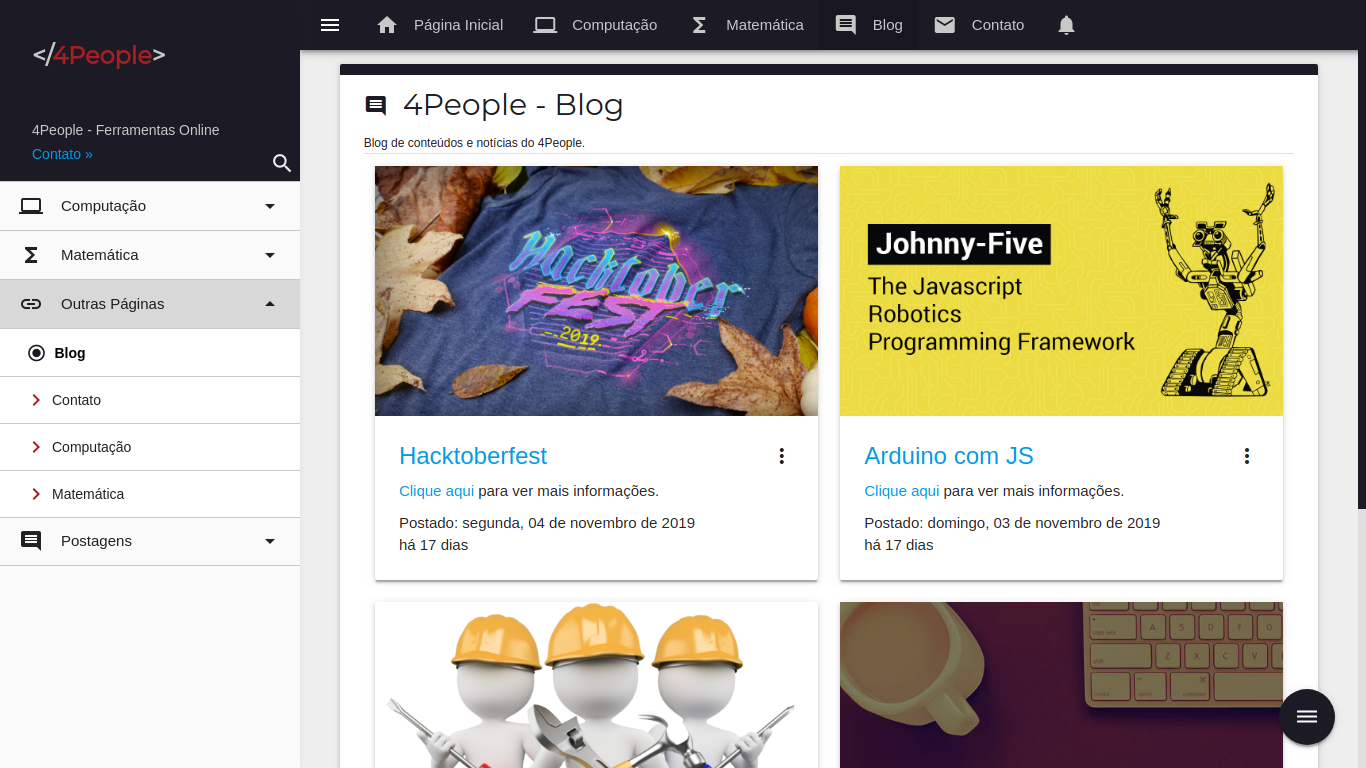 </4People>
4People - Ferramentas Online
Contato »
Computação
Matemática
Outras Páginas
Blog
Contato
Computação
Matemática
Postagens
Página Inicial
Computação
Matemática
Blog
Contato
4People - Blog
Blog de conteúdos e notícias do 4People.
Hacktober
FEST
2019
Johnny-Five
The Javascript
Robotics
Programming Framework
Hacktoberfest
Clique aqui para ver mais informações.
Postado: segunda, 04 de novembro de 2019
há 17 dias
Arduino com JS
Clique aqui para ver mais informações.
Postado: domingo, 03 de novembro de 2019
há 17 dias
A S D F G
Z X C V